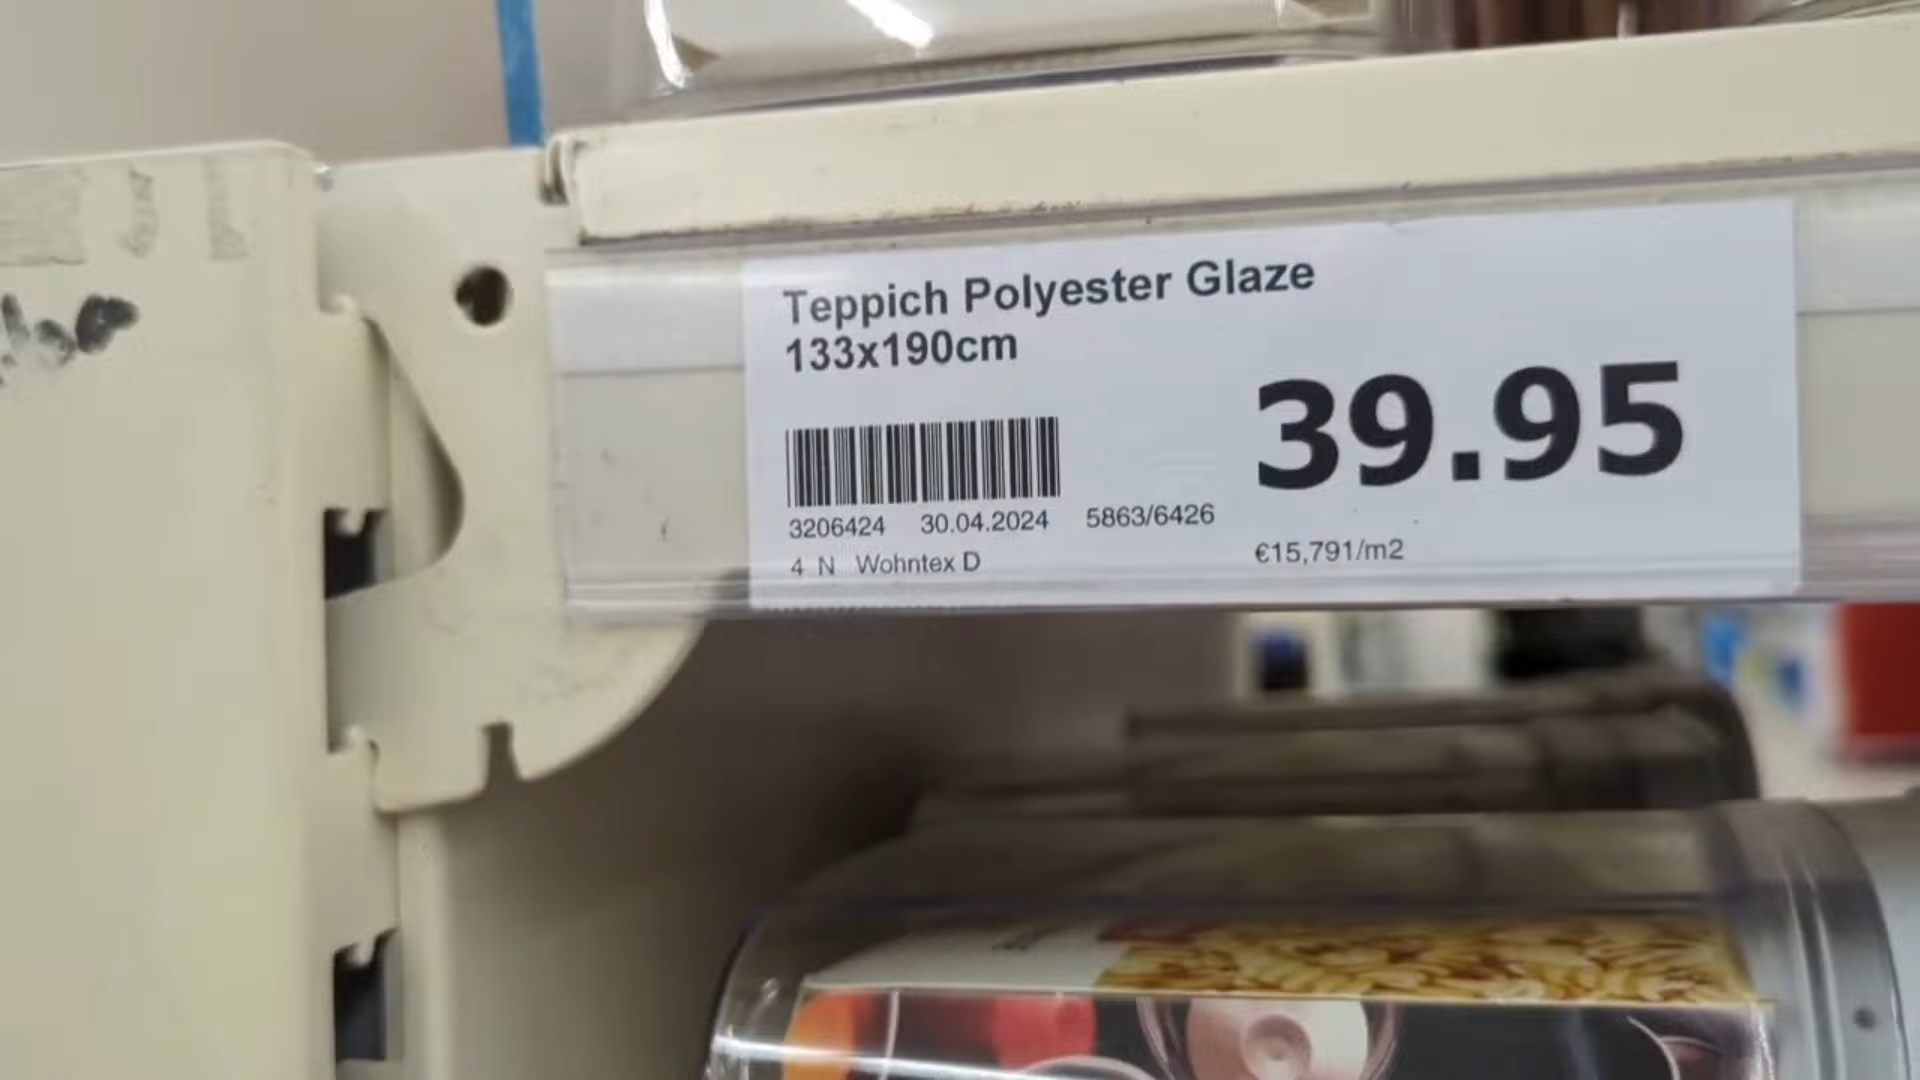 Teppich Polyester Glaze
133x190cm
39.95
3206424 30.04.2024 5863/6426
4 N Wohntex D
€15,791/m2